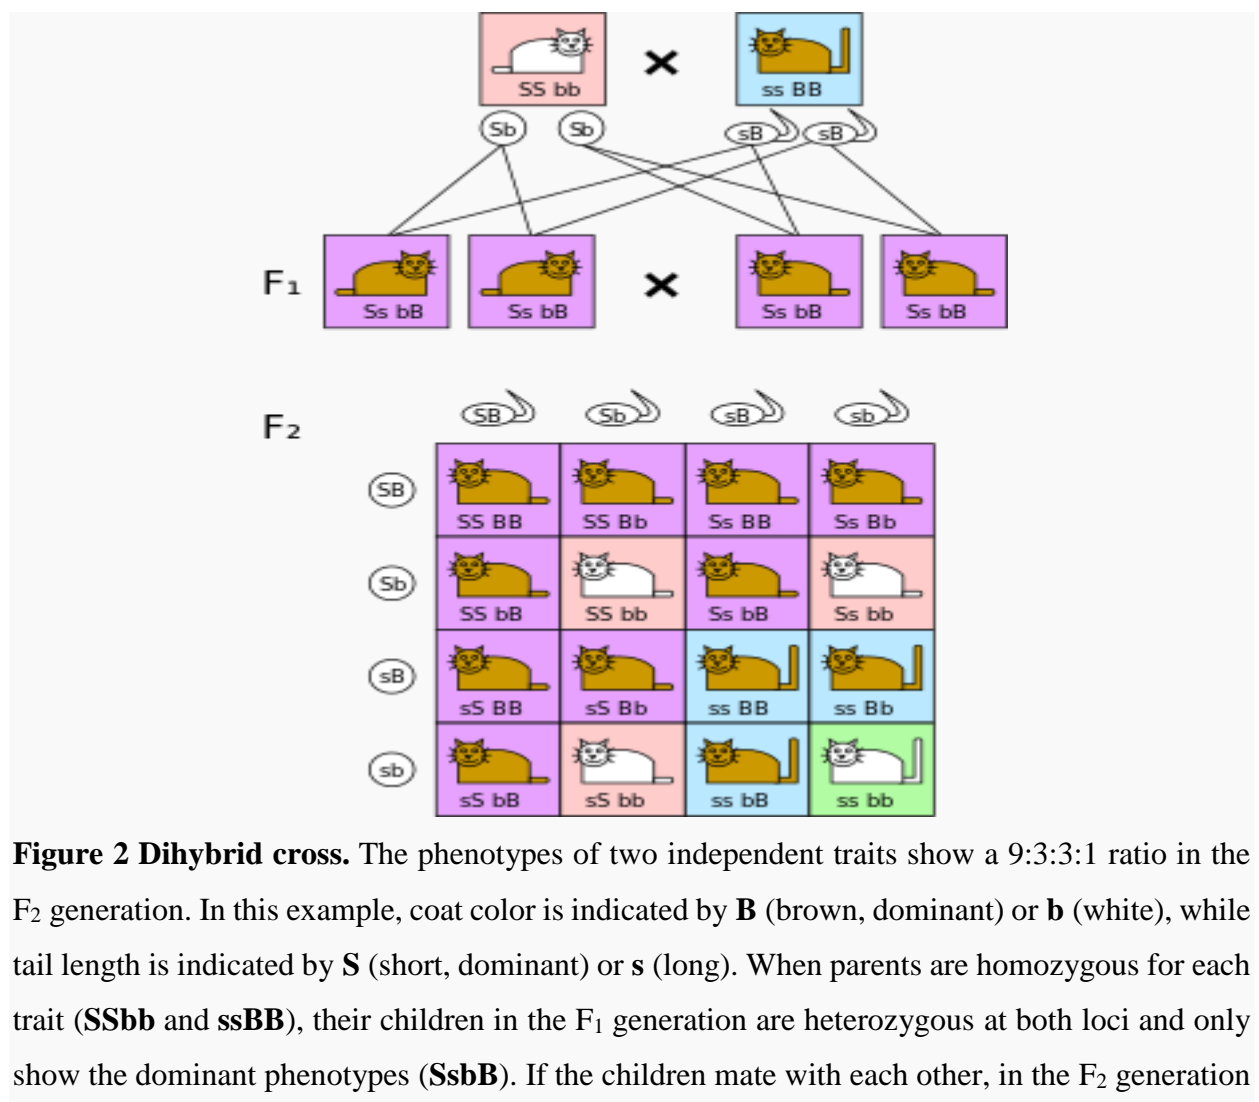 SS bb ss BB
Sb Sb sB sB
F₁
Ss bB Ss bB Ss bB Ss bB
F₂
SB Sb sB sb
SB
SS BB SS Bb Ss BB Ss Bb
Sb
SS bB SS bb Ss bB Ss bb
sB
sS BB sS Bb ss BB ss Bb
sb
sS bB sS bb ss bB ss bb
Figure 2 Dihybrid cross. The phenotypes of two independent traits show a 9:3:3:1 ratio in the
F₂ generation. In this example, coat color is indicated by B (brown, dominant) or b (white), while
tail length is indicated by S (short, dominant) or s (long). When parents are homozygous for each
trait (SSbb and ssBB), their children in the F₁ generation are heterozygous at both loci and only
show the dominant phenotypes (SsbB). If the children mate with each other, in the F₂ generation